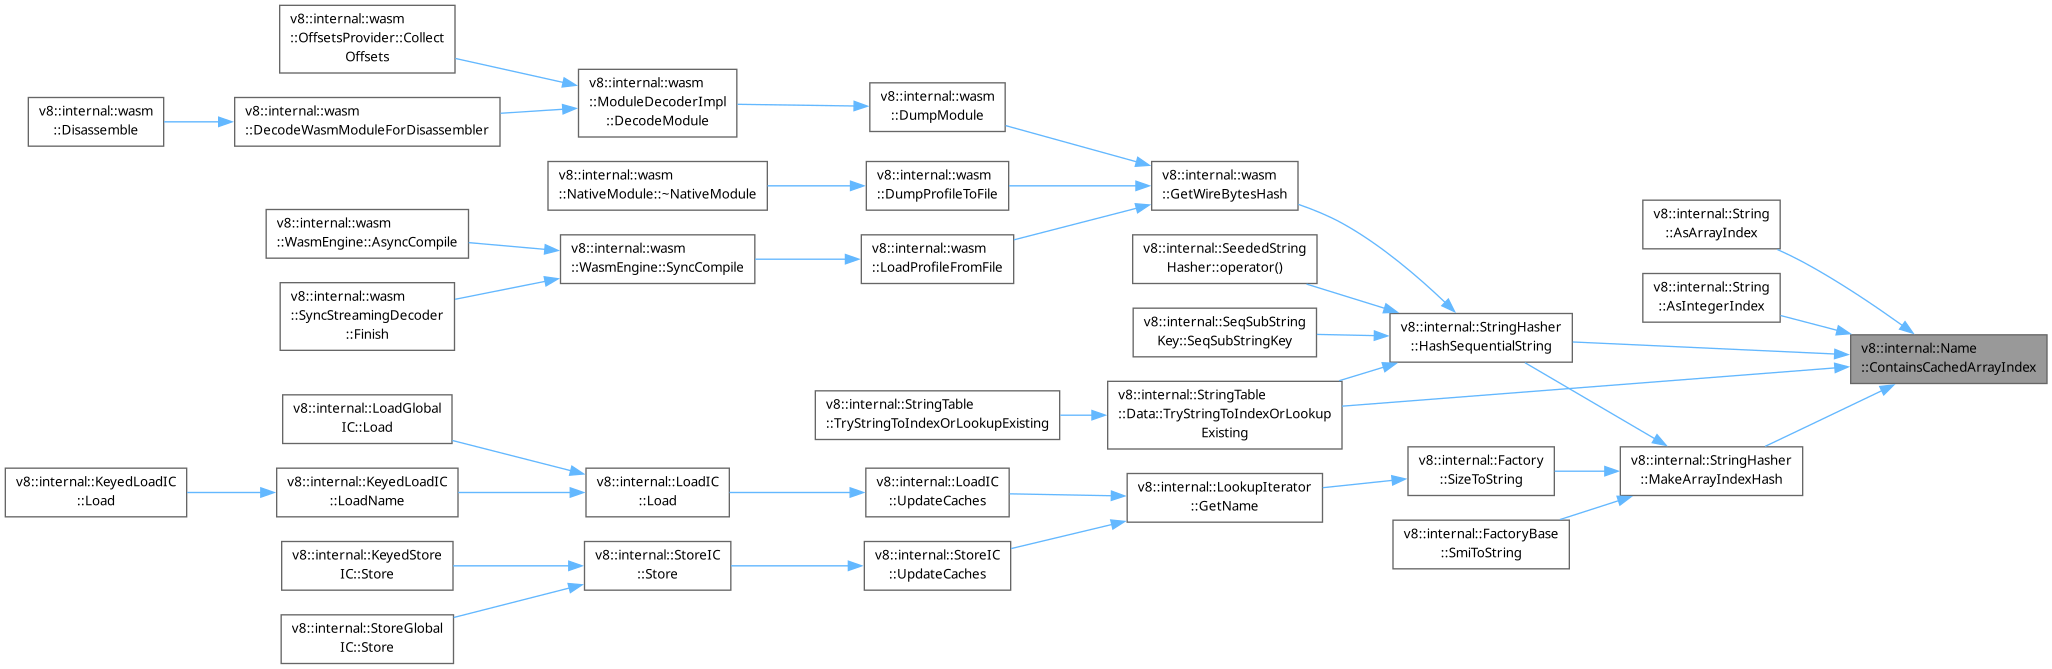 v8::internal::wasm
::OffsetsProvider::Collect
Offsets
v8::internal::wasm
::Disassemble
v8::internal::wasm
::DecodeWasmModuleForDisassembler
v8::internal::wasm
::ModuleDecoderImpl
::DecodeModule
v8::internal::wasm
::DumpModule
v8::internal::wasm
::NativeModule::~NativeModule
v8::internal::wasm
::DumpProfileToFile
v8::internal::wasm
::GetWireBytesHash
v8::internal::wasm
::WasmEngine::AsyncCompile
v8::internal::wasm
::SyncStreamingDecoder
::Finish
v8::internal::wasm
::WasmEngine::SyncCompile
v8::internal::wasm
::LoadProfileFromFile
v8::internal::SeededString
Hasher::operator()
v8::internal::SeqSubString
Key::SeqSubStringKey
v8::internal::StringHasher
::HashSequentialString
v8::internal::String
::AsArrayIndex
v8::internal::String
::AsIntegerIndex
v8::internal::Name
::ContainsCachedArrayIndex
v8::internal::StringTable
::TryStringToIndexOrLookupExisting
v8::internal::StringTable
::Data::TryStringToIndexOrLookup
Existing
v8::internal::LoadGlobal
IC::Load
v8::internal::KeyedLoadIC
::Load
v8::internal::KeyedLoadIC
::LoadName
v8::internal::LoadIC
::Load
v8::internal::LoadIC
::UpdateCaches
v8::internal::LookupIterator
::GetName
v8::internal::Factory
::SizeToString
v8::internal::StringHasher
::MakeArrayIndexHash
v8::internal::FactoryBase
::SmiToString
v8::internal::KeyedStore
IC::Store
v8::internal::StoreGlobal
IC::Store
v8::internal::StoreIC
::Store
v8::internal::StoreIC
::UpdateCaches